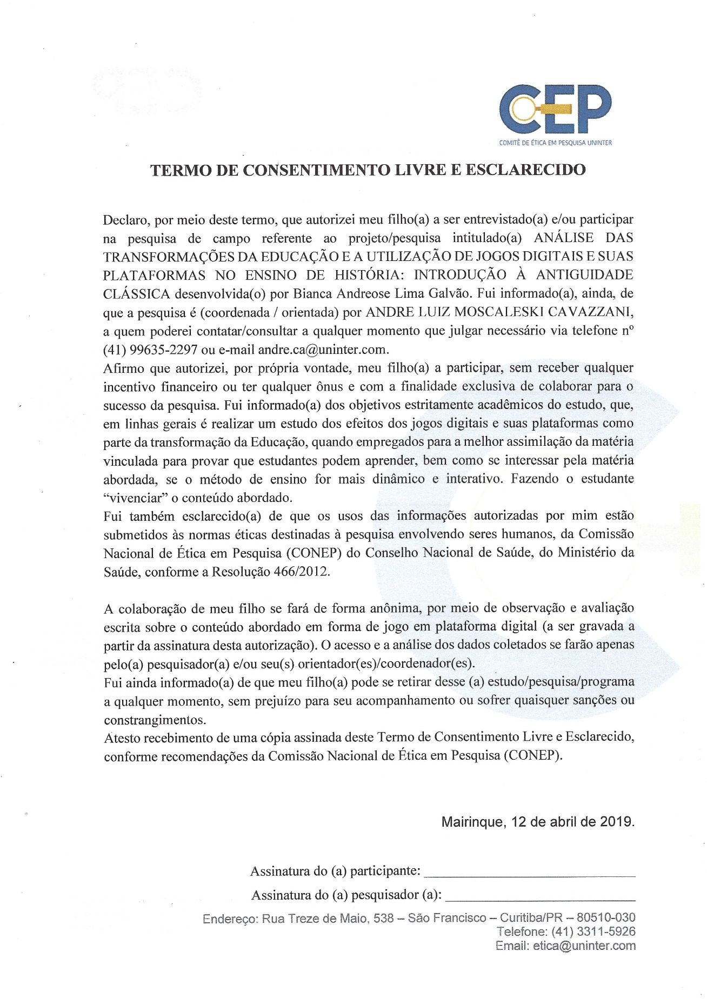 CEP
COMITÊ DE ÉTICA EM PESQUISA UNINTER
TERMO DE CONSENTIMENTO LIVRE E ESCLARECIDO
Declaro, por meio deste termo, que autorizei meu filho(a) a ser entrevistado(a) e/ou participar
na pesquisa de campo referente ao projeto/pesquisa intitulado(a) ANÁLISE DAS
TRANSFORMAÇÕES DA EDUCAÇÃO E A UTILIZAÇÃO DE JOGOS DIGITAIS E SUAS
PLATAFORMAS NO ENSINO DE HISTÓRIA: INTRODUÇÃO À ANTIGUIDADE
CLÁSSICA desenvolvida(o) por Bianca Andreose Lima Galvão. Fui informado(a), ainda, de
que a pesquisa é (coordenada / orientada) por ANDRE LUIZ MOSCALESKI CAVAZZANI,
a quem poderei contatar/consultar a qualquer momento que julgar necessário via telefone nº
(41) 99635-2297 ou e-mail andre.ca@uninter.com.
Afirmo que autorizei, por própria vontade, meu filho(a) a participar, sem receber qualquer
incentivo financeiro ou ter qualquer ônus e com a finalidade exclusiva de colaborar para o
sucesso da pesquisa. Fui informado(a) dos objetivos estritamente acadêmicos do estudo, que,
em linhas gerais é realizar um estudo dos efeitos dos jogos digitais e suas plataformas como
parte da transformação da Educação, quando empregados para a melhor assimilação da matéria
vinculada para provar que estudantes podem aprender, bem como se interessar pela matéria
abordada, se o método de ensino for mais dinâmico e interativo. Fazendo o estudante
“vivenciar” o conteúdo abordado.
Fui também esclarecido(a) de que os usos das informações autorizadas por mim estão
submetidos às normas éticas destinadas à pesquisa envolvendo seres humanos, da Comissão
Nacional de Ética em Pesquisa (CONEP) do Conselho Nacional de Saúde, do Ministério da
Saúde, conforme a Resolução 466/2012.
A colaboração de meu filho se fará de forma anônima, por meio de observação e avaliação
escrita sobre o conteúdo abordado em forma de jogo em plataforma digital (a ser gravada a
partir da assinatura desta autorização). O acesso e a análise dos dados coletados se farão apenas
pelo(a) pesquisador(a) e/ou seu(s) orientador(es)/coordenador(es).
Fui ainda informado(a) de que meu filho(a) pode se retirar desse (a) estudo/pesquisa/programa
a qualquer momento, sem prejuízo para seu acompanhamento ou sofrer quaisquer sanções ou
constrangimentos.
Atesto recebimento de uma cópia assinada deste Termo de Consentimento Livre e Esclarecido,
conforme recomendações da Comissão Nacional de Ética em Pesquisa (CONEP).
Mairinque, 12 de abril de 2019.
Assinatura do (a) participante: ______________________________
Assinatura do (a) pesquisador (a): ___________________________
Endereço: Rua Treze de Maio, 538 – São Francisco – Curitiba/PR – 80510-030
Telefone: (41) 3311-5926
Email: etica@uninter.com